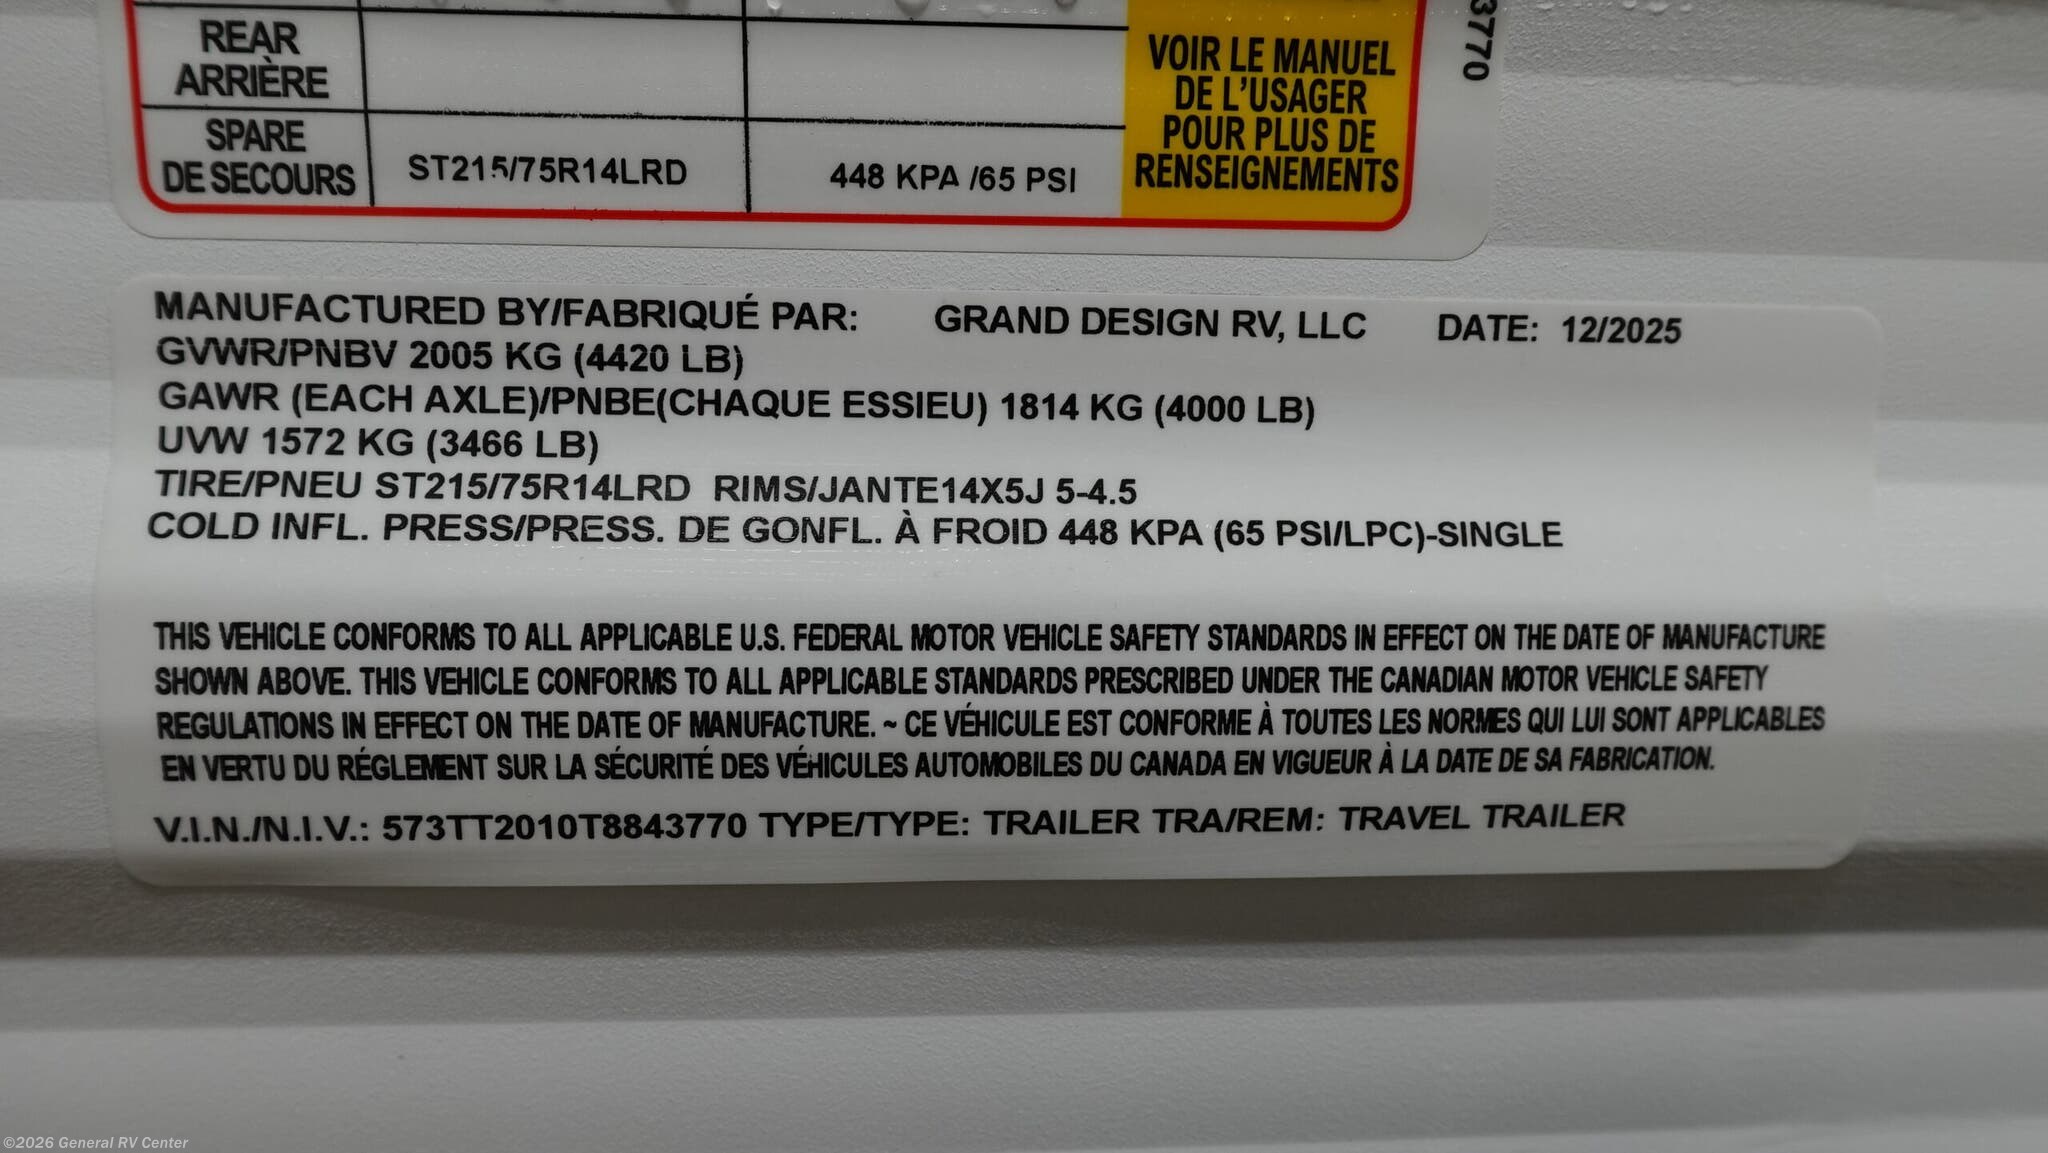 REAR
ARRIÈRE
SPARE
DE SECOURS
ST215/75R14LRD
448 KPA /65 PSI
VOIR LE MANUEL
DE L'USAGER
POUR PLUS DE
RENSEIGNEMENTS
3770
MANUFACTURED BY/FABRIQUÉ PAR: GRAND DESIGN RV, LLC DATE: 12/2025
GVWR/PNBV 2005 KG (4420 LB)
GAWR (EACH AXLE)/PNBE(CHAQUE ESSIEU) 1814 KG (4000 LB)
UVW 1572 KG (3466 LB)
TIRE/PNEU ST215/75R14LRD RIMS/JANTE14X5J 5-4.5
COLD INFL. PRESS/PRESS. DE GONFL. À FROID 448 KPA (65 PSI/LPC)-SINGLE
THIS VEHICLE CONFORMS TO ALL APPLICABLE U.S. FEDERAL MOTOR VEHICLE SAFETY STANDARDS IN EFFECT ON THE DATE OF MANUFACTURE
SHOWN ABOVE. THIS VEHICLE CONFORMS TO ALL APPLICABLE STANDARDS PRESCRIBED UNDER THE CANADIAN MOTOR VEHICLE SAFETY
REGULATIONS IN EFFECT ON THE DATE OF MANUFACTURE. ~ CE VÉHICULE EST CONFORME À TOUTES LES NORMES QUI LUI SONT APPLICABLES
EN VERTU DU RÉGLEMENT SUR LA SÉCURITÉ DES VÉHICULES AUTOMOBILES DU CANADA EN VIGUEUR À LA DATE DE SA FABRICATION.
V.I.N./N.I.V.: 573TT2010T8843770 TYPE/TYPE: TRAILER TRA/REM: TRAVEL TRAILER
©2026 General RV Center